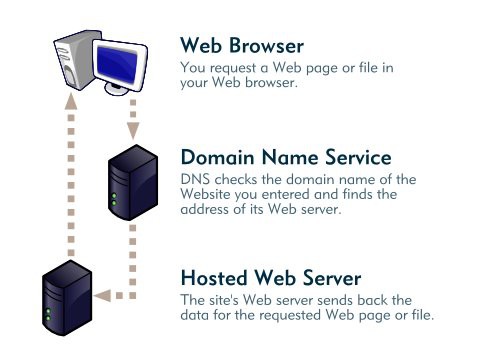 Web Browser
You request a Web page or file in
your Web browser.
Domain Name Service
DNS checks the domain name of the
Website you entered and finds the
address of its Web server.
Hosted Web Server
The site's Web server sends back the
data for the requested Web page or file.